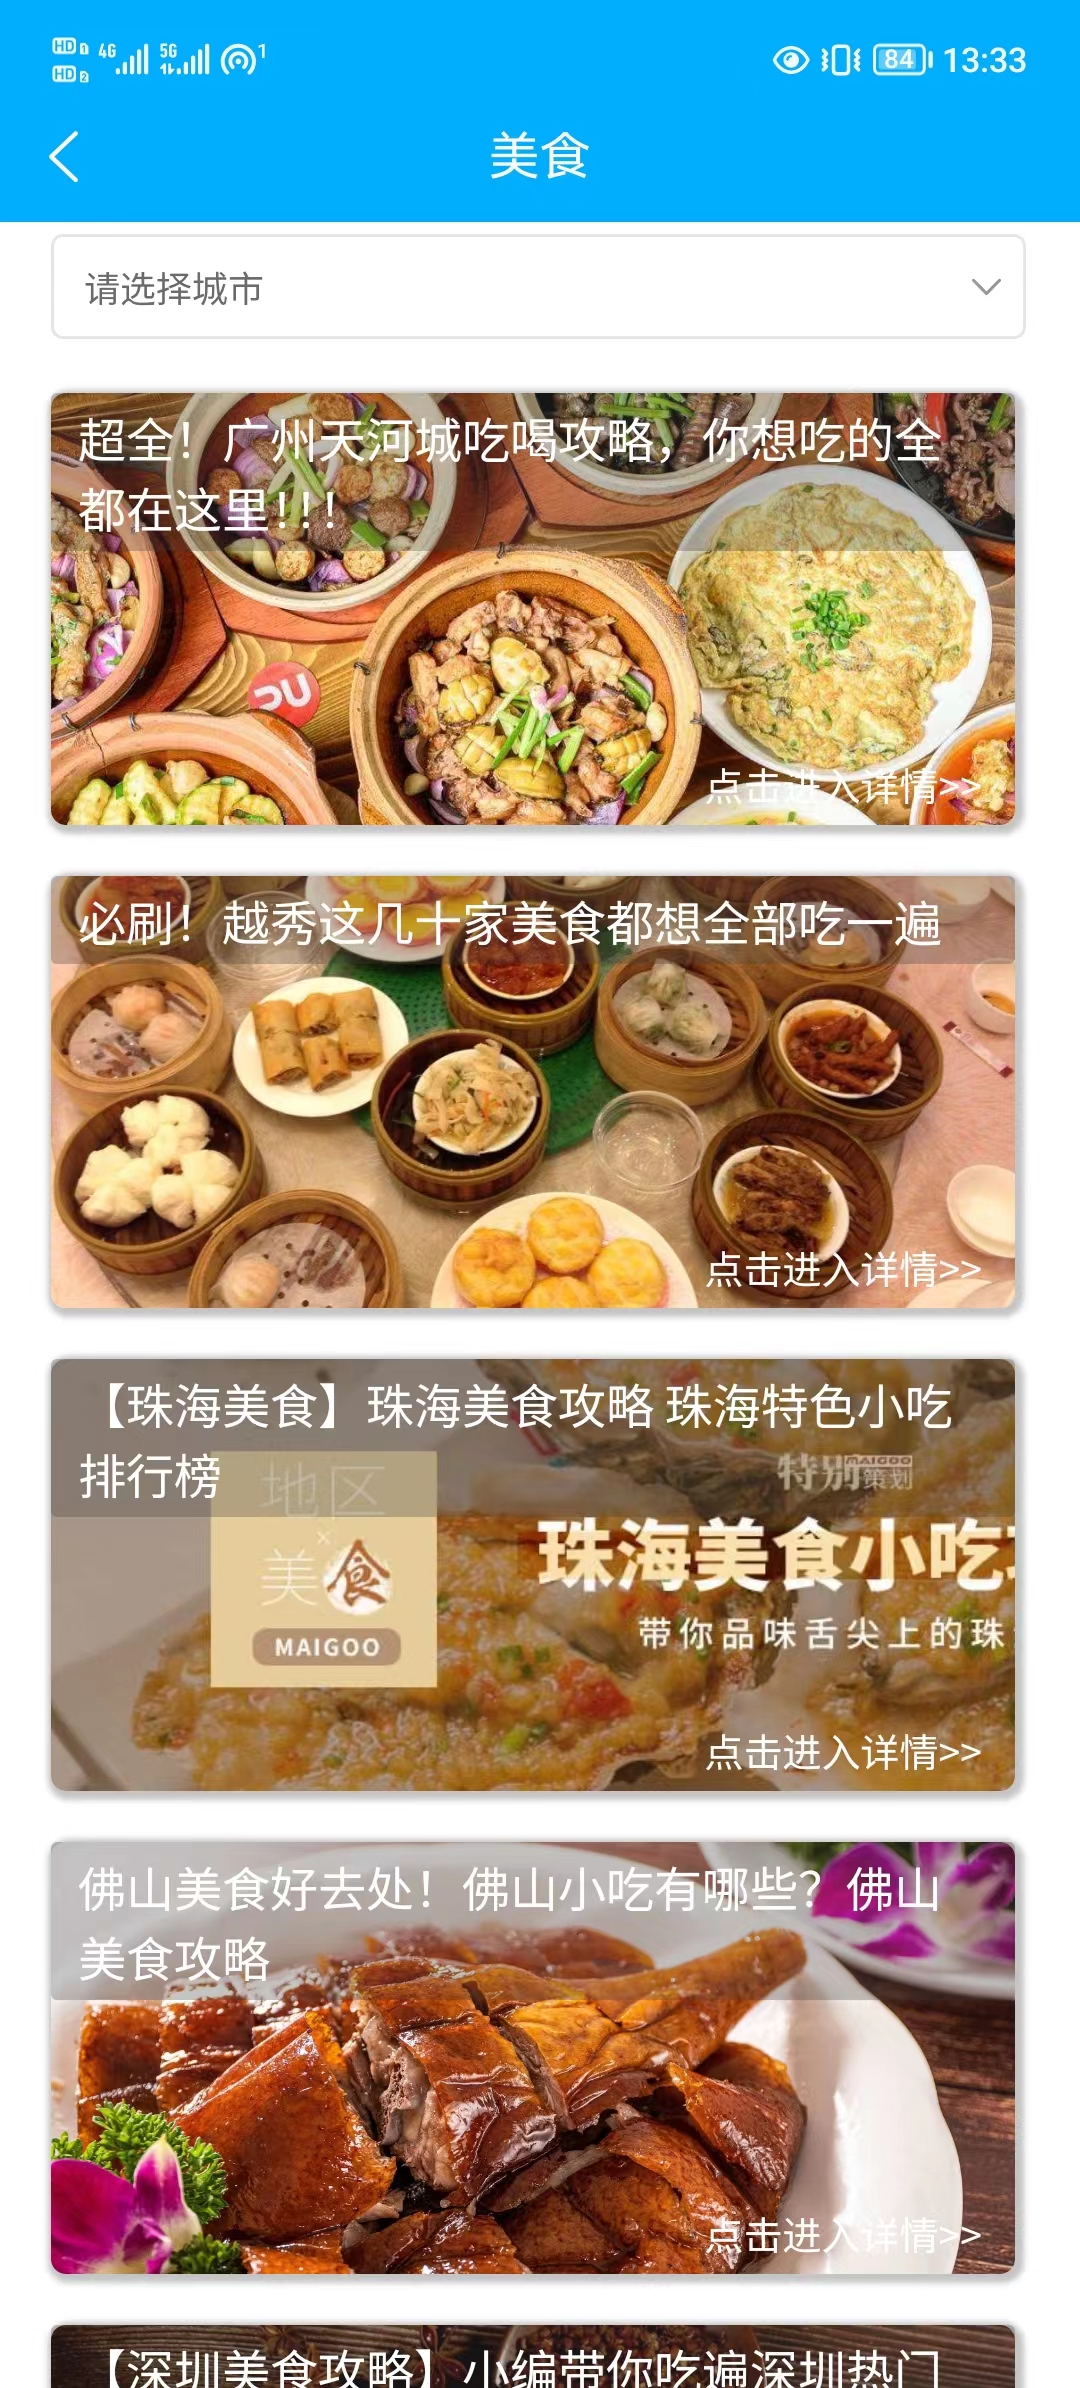 HD 1 4G 5G 1
HD 2
84 13:33
美食
请选择城市
超全！广州天河城吃喝攻略，你想吃的全
都在这里!!!
点击进入详情>>
必刷！越秀这几十家美食都想全部吃一遍
点击进入详情>>
【珠海美食】珠海美食攻略 珠海特色小吃
排行榜
地区
美食
MAIGOO
特别策划
MAIGOO
珠海美食小吃
带你品味舌尖上的珠
点击进入详情>>
佛山美食好去处！佛山小吃有哪些？佛山
美食攻略
点击进入详情>>
【深圳美食攻略】小编带你吃遍深圳热门